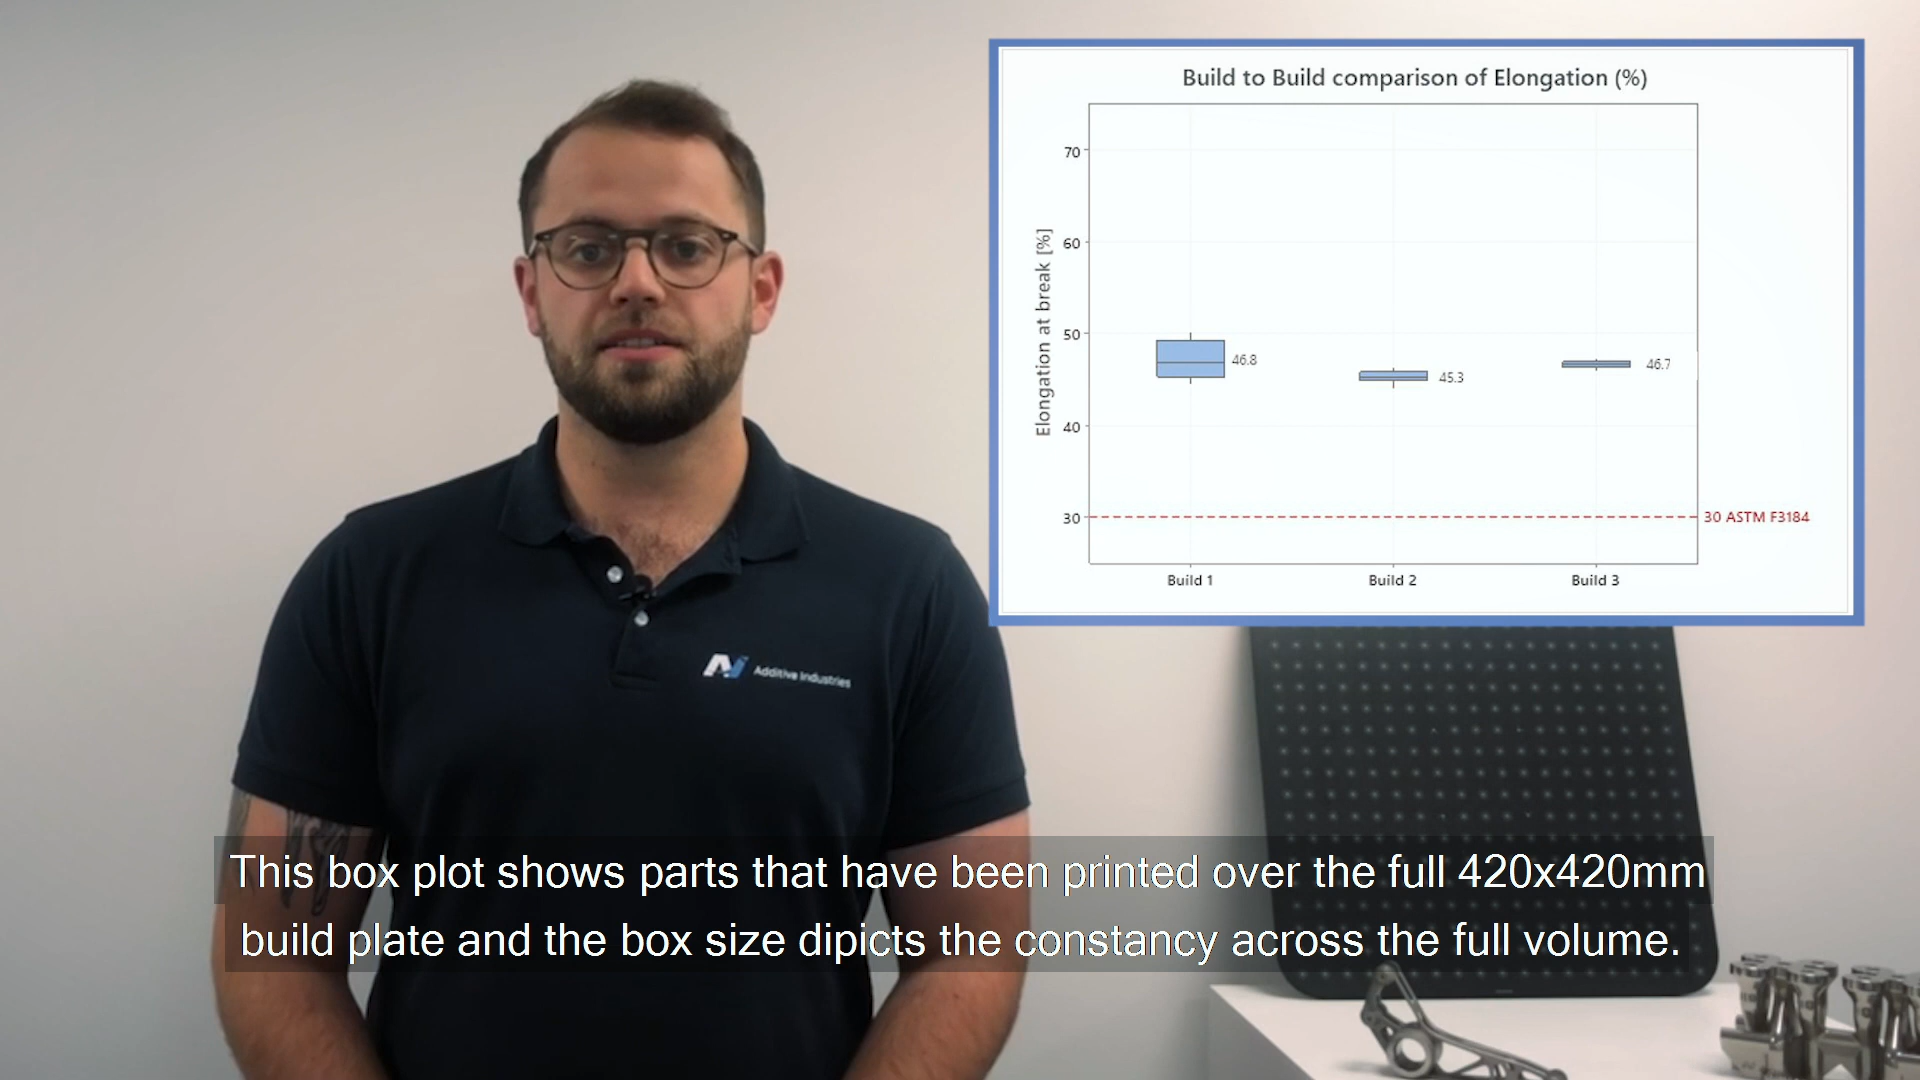 Build to Build comparison of Elongation (%)
Elongation at break [%]
70
60
50
40
30
46.8
45.3
46.7
30 ASTM F3184
Build 1
Build 2
Build 3
Additive Industries
This box plot shows parts that have been printed over the full 420x420mm
build plate and the box size dipicts the constancy across the full volume.